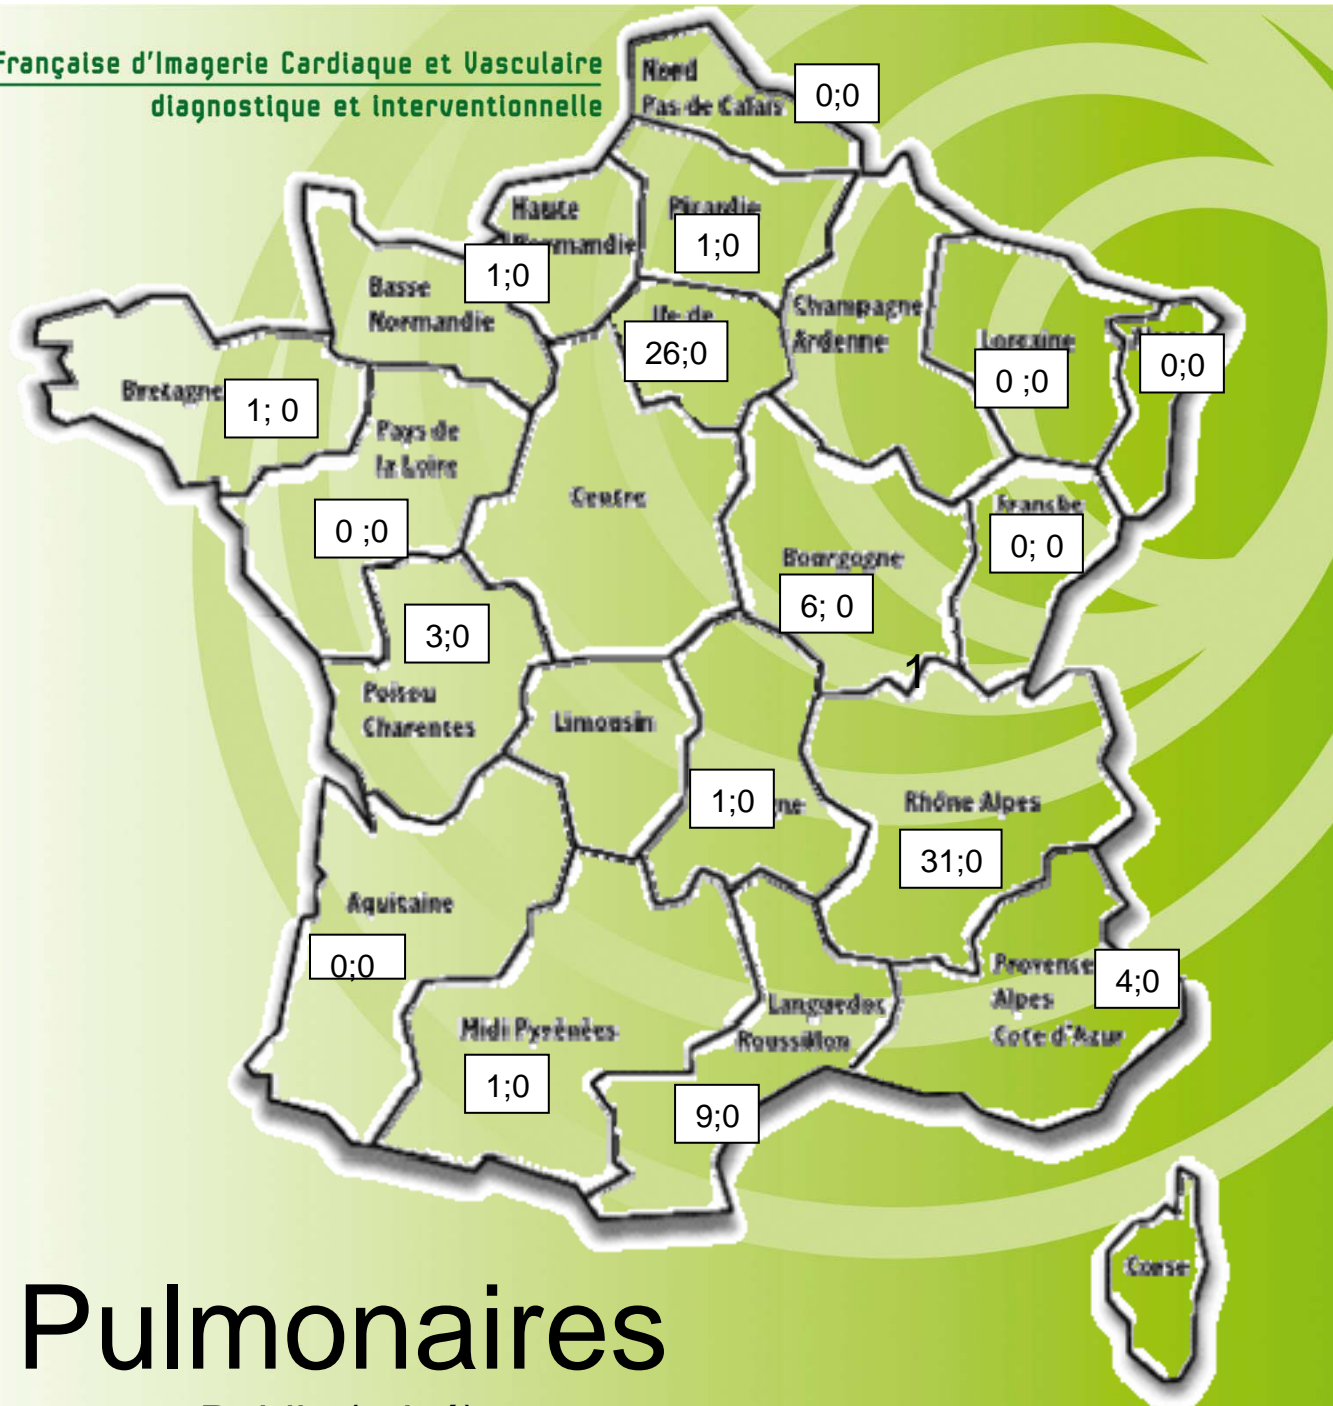 Française d'Imagerie Cardiaque et Vasculaire
diagnostique et interventionnelle
Nord
Pas de Calais
0;0
Haute
Normandie
Picardie
1;0
1;0
Basse
Normandie
Ile de
26;0
Champagne
Ardenne
Lorraine
0 ;0
0;0
Bretagne
1; 0
Pays de
la Loire
0 ;0
Centre
Franche
0; 0
Bourgogne
6; 0
1
3;0
Poitou
Charentes
Limousin
1;0
Rhône Alpes
31;0
Aquitaine
0;0
Provence
Alpes
Cote d'Azur
4;0
Languedoc
Roussillon
Midi Pyrénées
1;0
9;0
Corse
Pulmonaires